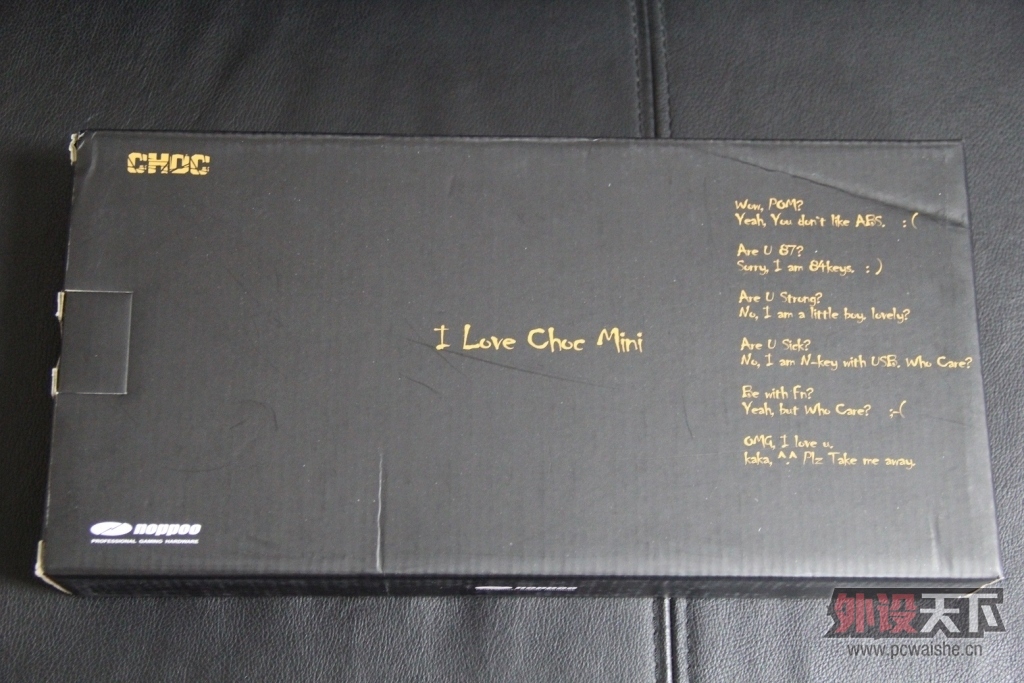 CHOC
Wow, POM?
Yeah, You don't like ABS. :(
Are U 87?
Sorry, I am 84keys. :)
Are U Strong?
No, I am a little boy. lovely?
Are U Sick?
No, I am N-key with USB. Who Care?
Be with Fn?
Yeah, but Who Care? ;-(
OMG, I love u.
kaka, ^.^ Plz Take me away.
I Love Choc Mini
noppoo
PROFESSIONAL GAMING HARDWARE
noppoo
外设天下
www.pcwaishe.cn